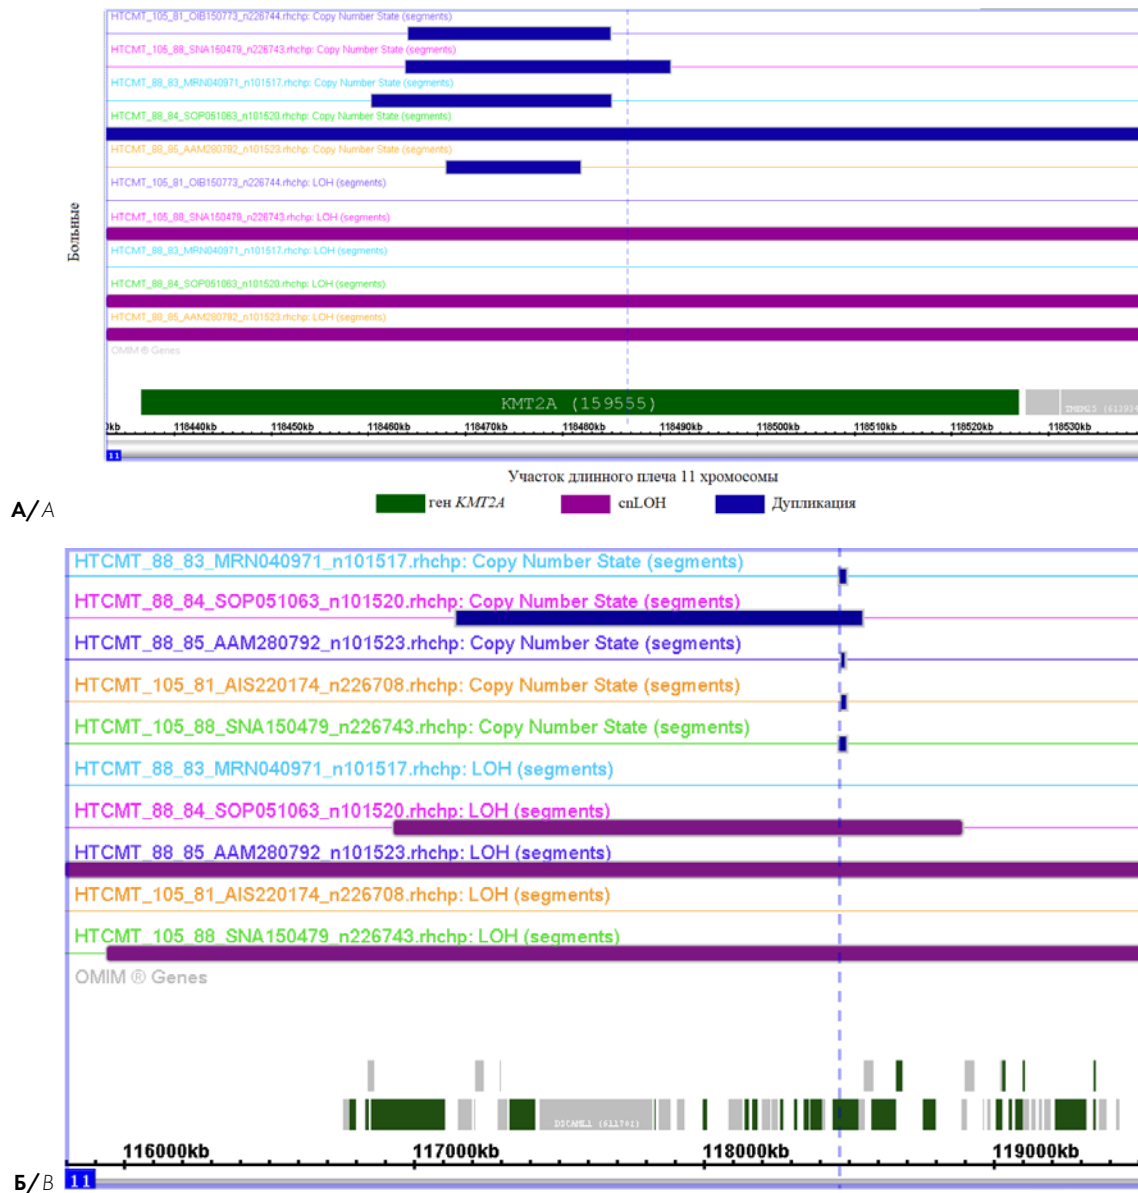 HTCMT_105_81_OIB150773_n226744.rhchp: Copy Number State (segments)
HTCMT_105_88_SNA150479_n226743.rhchp: Copy Number State (segments)
HTCMT_88_83_MRN040971_n101517.rhchp: Copy Number State (segments)
HTCMT_88_84_SOP051063_n101520.rhchp: Copy Number State (segments)
HTCMT_88_85_AAM280792_n101523.rhchp: Copy Number State (segments)
HTCMT_105_81_OIB150773_n226744.rhchp: LOH (segments)
HTCMT_105_88_SNA150479_n226743.rhchp: LOH (segments)
HTCMT_88_83_MRN040971_n101517.rhchp: LOH (segments)
HTCMT_88_84_SOP051063_n101520.rhchp: LOH (segments)
HTCMT_88_85_AAM280792_n101523.rhchp: LOH (segments)
OMIM ® Genes
Больные
KMT2A (159555)
118440kb 118450kb 118460kb 118470kb 118480kb 118490kb 118500kb 118510kb 118520kb 118530kb
11
Участок длинного плеча 11 хромосомы
ген KMT2A cnLOH Дупликация
А/A
HTCMT_88_83_MRN040971_n101517.rhchp: Copy Number State (segments)
HTCMT_88_84_SOP051063_n101520.rhchp: Copy Number State (segments)
HTCMT_88_85_AAM280792_n101523.rhchp: Copy Number State (segments)
HTCMT_105_81_AIS220174_n226708.rhchp: Copy Number State (segments)
HTCMT_105_88_SNA150479_n226743.rhchp: Copy Number State (segments)
HTCMT_88_83_MRN040971_n101517.rhchp: LOH (segments)
HTCMT_88_84_SOP051063_n101520.rhchp: LOH (segments)
HTCMT_88_85_AAM280792_n101523.rhchp: LOH (segments)
HTCMT_105_81_AIS220174_n226708.rhchp: LOH (segments)
HTCMT_105_88_SNA150479_n226743.rhchp: LOH (segments)
OMIM ® Genes
DSCAML1
116000kb 117000kb 118000kb 119000kb
11
Б/B